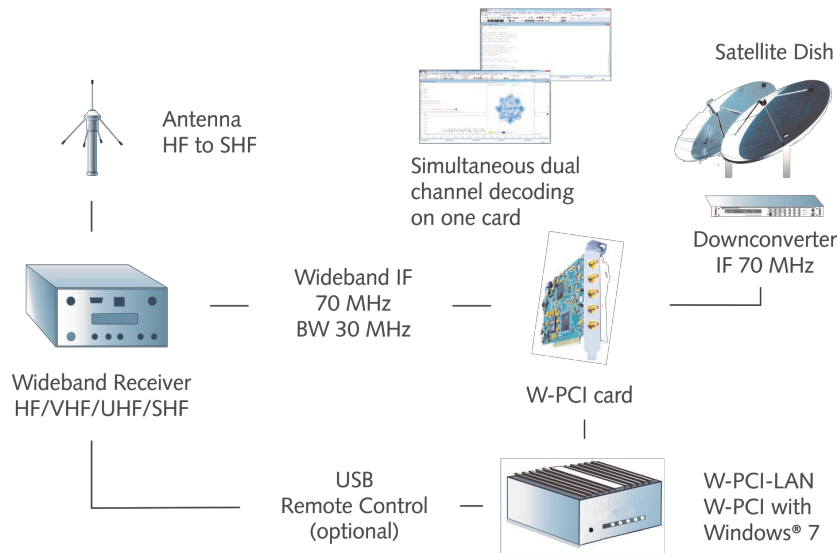 Satellite Dish
Antenna
HF to SHF
Simultaneous dual
channel decoding
on one card
Downconverter
IF 70 MHz
Wideband IF
70 MHz
BW 30 MHz
Wideband Receiver
HF/VHF/UHF/SHF
W-PCI card
USB
Remote Control
(optional)
W-PCI-LAN
W-PCI with
Windows® 7